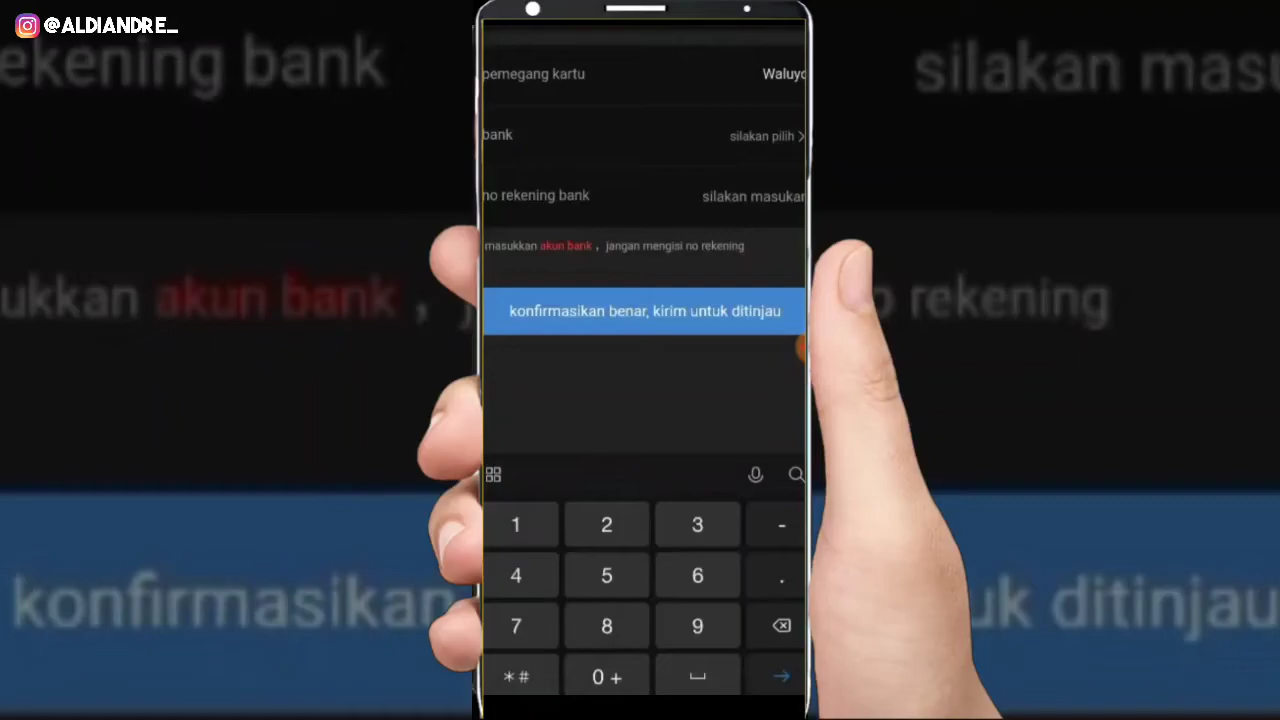 @ALDIANDRE_
pemegang kartu Waluyo
bank silakan pilih >
no rekening bank silakan masukan
masukkan akun bank , jangan mengisi no rekening
konfirmasikan benar, kirim untuk ditinjau
1 2 3 -
4 5 6 .
7 8 9
*# 0 +
ekening bank silakan masu
ukkan akun bank , j o rekening
konfirmasikan uk ditinjau